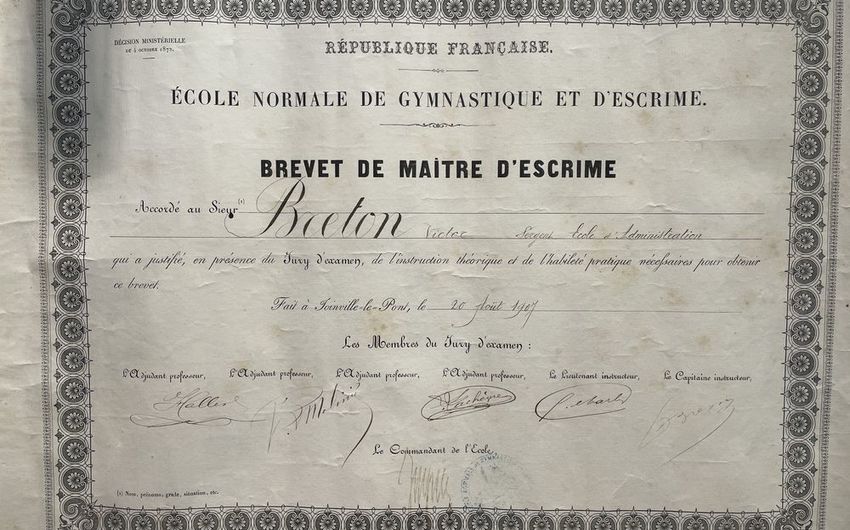 DÉCISION MINISTÉRIELLE
du 4 octobre 1872.
RÉPUBLIQUE FRANÇAISE.
ÉCOLE NORMALE DE GYMNASTIQUE ET D'ESCRIME.
BREVET DE MAÎTRE D'ESCRIME
Accordé au Sieur (1) Breton Victor Sergent Ecole d'Administration
qui a justifié, en présence du Jury d'examen, de l'instruction théorique et de l'habileté pratique nécessaires pour obtenir
ce brevet.
Fait à Joinville-le-Pont, le 20 Août 1907
Les Membres du Jury d'examen :
L'Adjudant professeur, L'Adjudant professeur, L'Adjudant professeur, L'Adjudant professeur, Le Lieutenant instructeur, Le Capitaine instructeur,
Le Commandant de l'Ecole
(1) Nom, prénoms, grade, situation, etc.